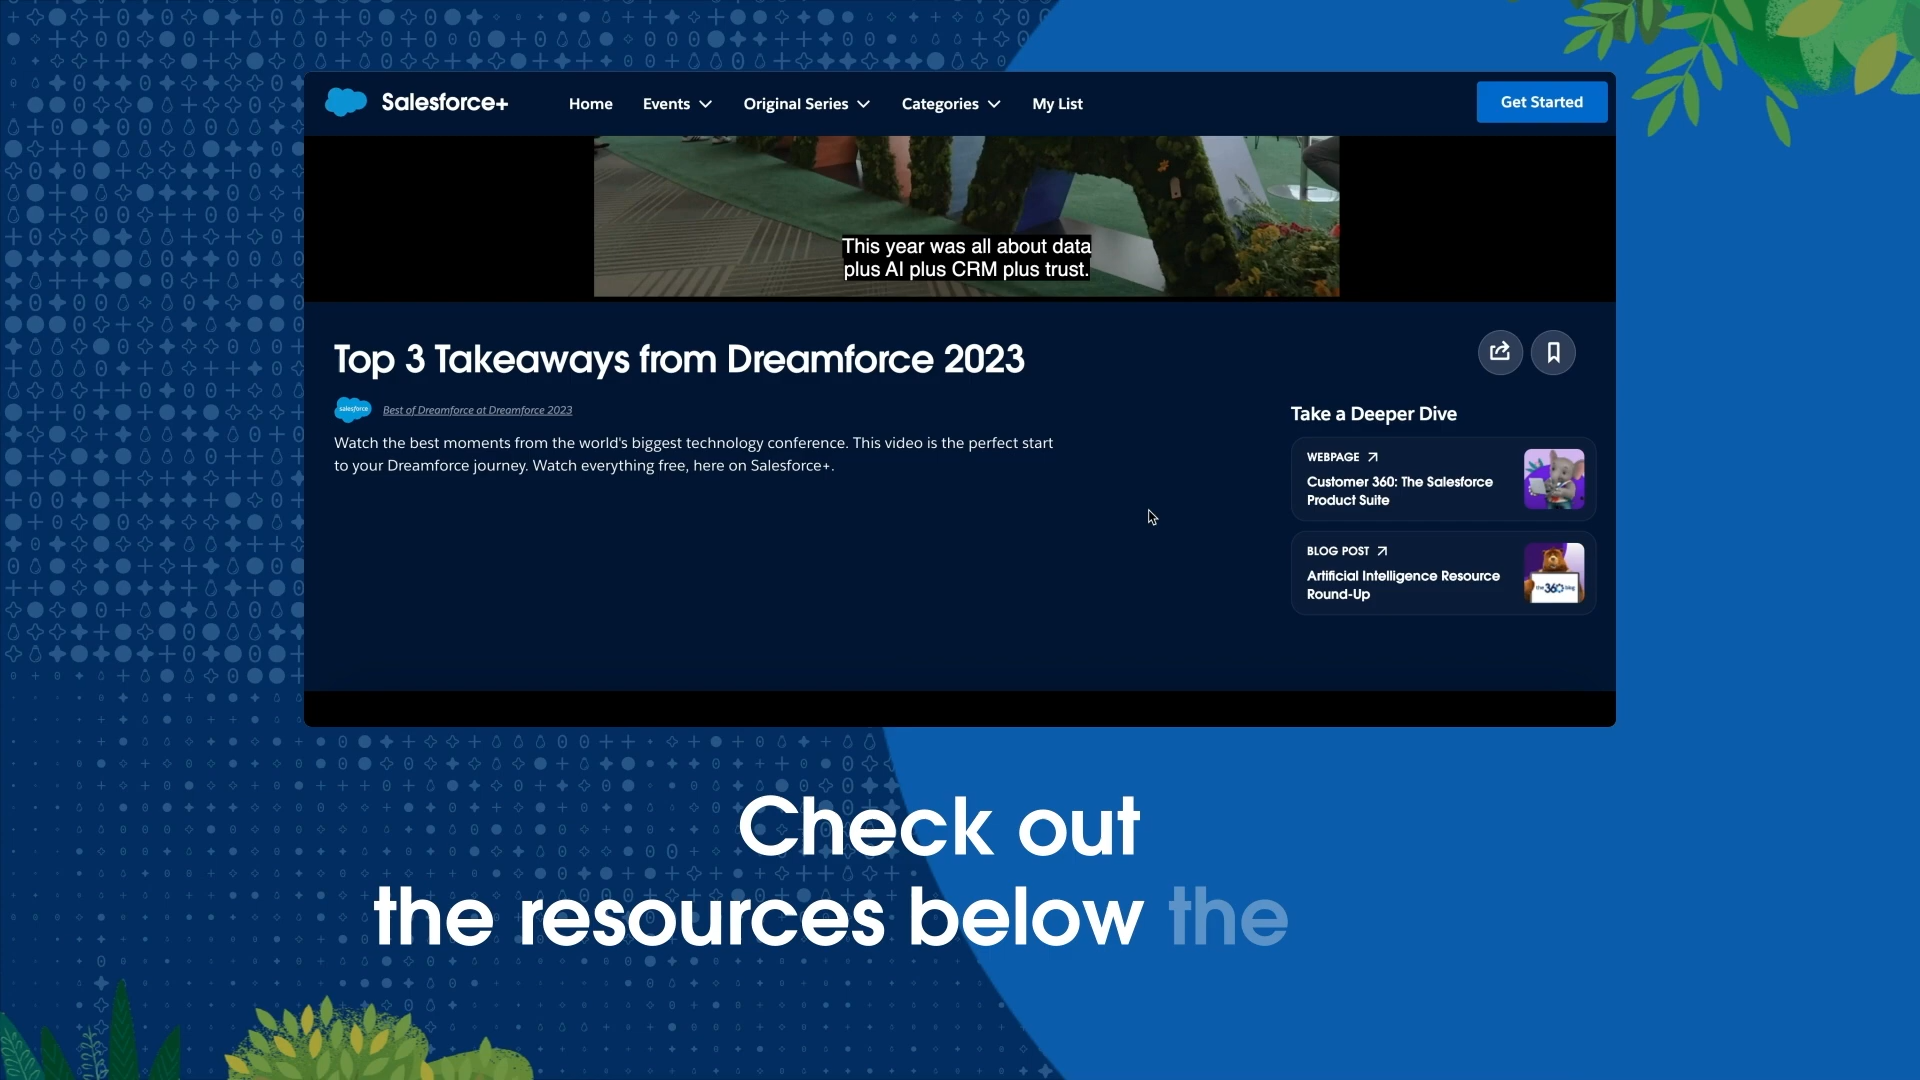 Salesforce+
Home
Events
Original Series
Categories
My List
Get Started
This year was all about data
plus AI plus CRM plus trust.
Top 3 Takeaways from Dreamforce 2023
salesforce
Best of Dreamforce at Dreamforce 2023
Watch the best moments from the world's biggest technology conference. This video is the perfect start
to your Dreamforce journey. Watch everything free, here on Salesforce+.
Take a Deeper Dive
WEBPAGE
Customer 360: The Salesforce
Product Suite
BLOG POST
Artificial Intelligence Resource
Round-Up
the 360 blog
Check out
the resources below the